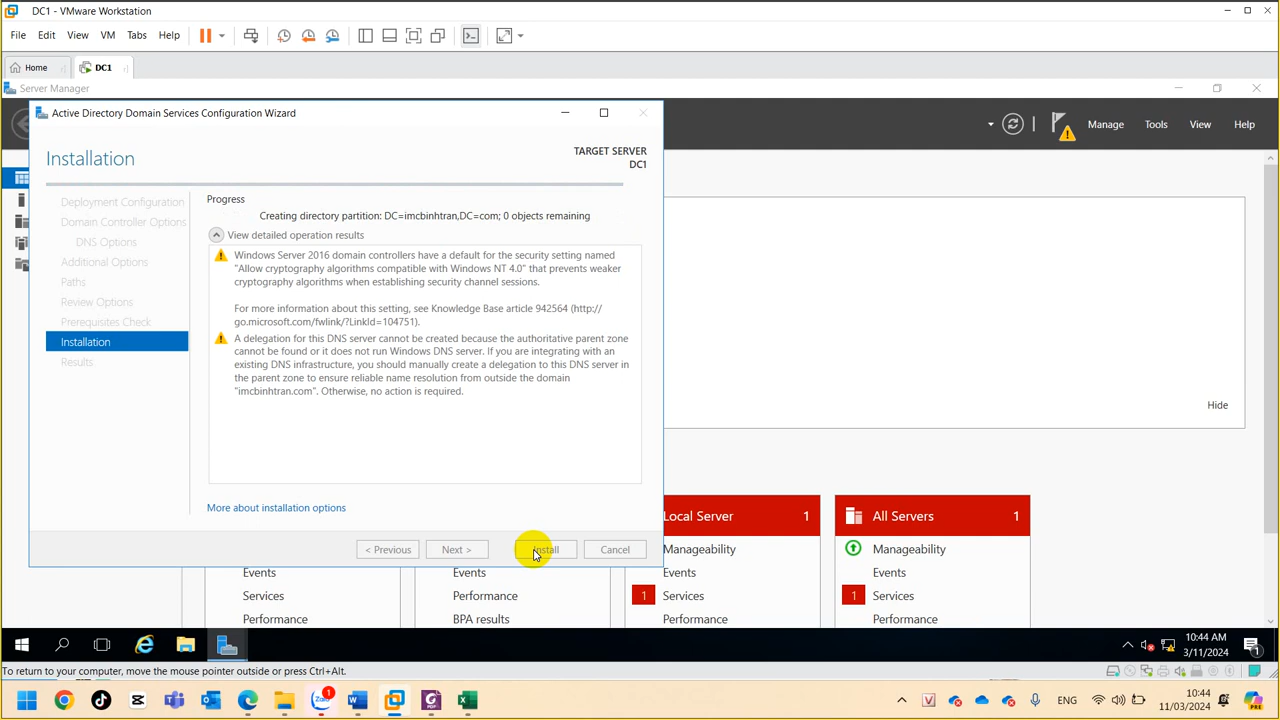 DC1 - VMware Workstation
File Edit View VM Tabs Help
Home DC1
Server Manager
Active Directory Domain Services Configuration Wizard
Manage Tools View Help
Installation
TARGET SERVER
DC1
Deployment Configuration
Domain Controller Options
DNS Options
Additional Options
Paths
Review Options
Prerequisites Check
Installation
Results
Progress
Creating directory partition: DC=imcbinhtran,DC=com; 0 objects remaining
View detailed operation results
Windows Server 2016 domain controllers have a default for the security setting named
"Allow cryptography algorithms compatible with Windows NT 4.0" that prevents weaker
cryptography algorithms when establishing security channel sessions.
For more information about this setting, see Knowledge Base article 942564 (http://
go.microsoft.com/fwlink/?LinkId=104751).
A delegation for this DNS server cannot be created because the authoritative parent zone
cannot be found or it does not run Windows DNS server. If you are integrating with an
existing DNS infrastructure, you should manually create a delegation to this DNS server in
the parent zone to ensure reliable name resolution from outside the domain
"imcbinhtran.com". Otherwise, no action is required.
More about installation options
< Previous Next > Install Cancel
Hide
Local Server 1
All Servers 1
Manageability
Manageability
Events
Events
Events
Events
Services
Performance
1 Services
1 Services
Performance
BPA results
Performance
Performance
10:44 AM
3/11/2024
1
To return to your computer, move the mouse pointer outside or press Ctrl+Alt.
Zalo
1
ENG
10:44
11/03/2024
PRE